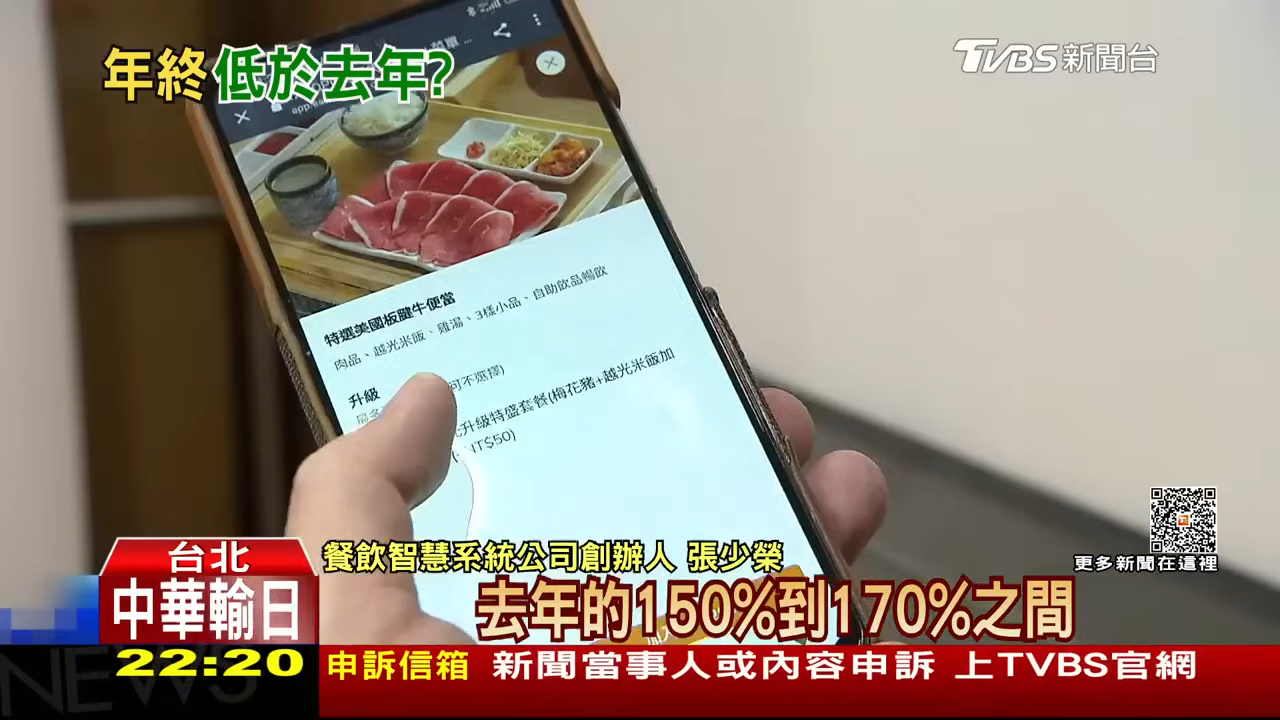 年終低於去年?
TVBS新聞台
特選美國板腱牛便當
肉品、越光米飯、雞湯、3樣小品、自助飲品暢飲
升級
可不選擇)
升級特盛套餐(梅花豬+越光米飯加
NT$50)
更多新聞在這裡
台北
餐飲智慧系統公司創辦人 張少榮
中華輸日
去年的150%到170%之間
22:20
申訴信箱 新聞當事人或內容申訴 上TVBS官網
NEWS